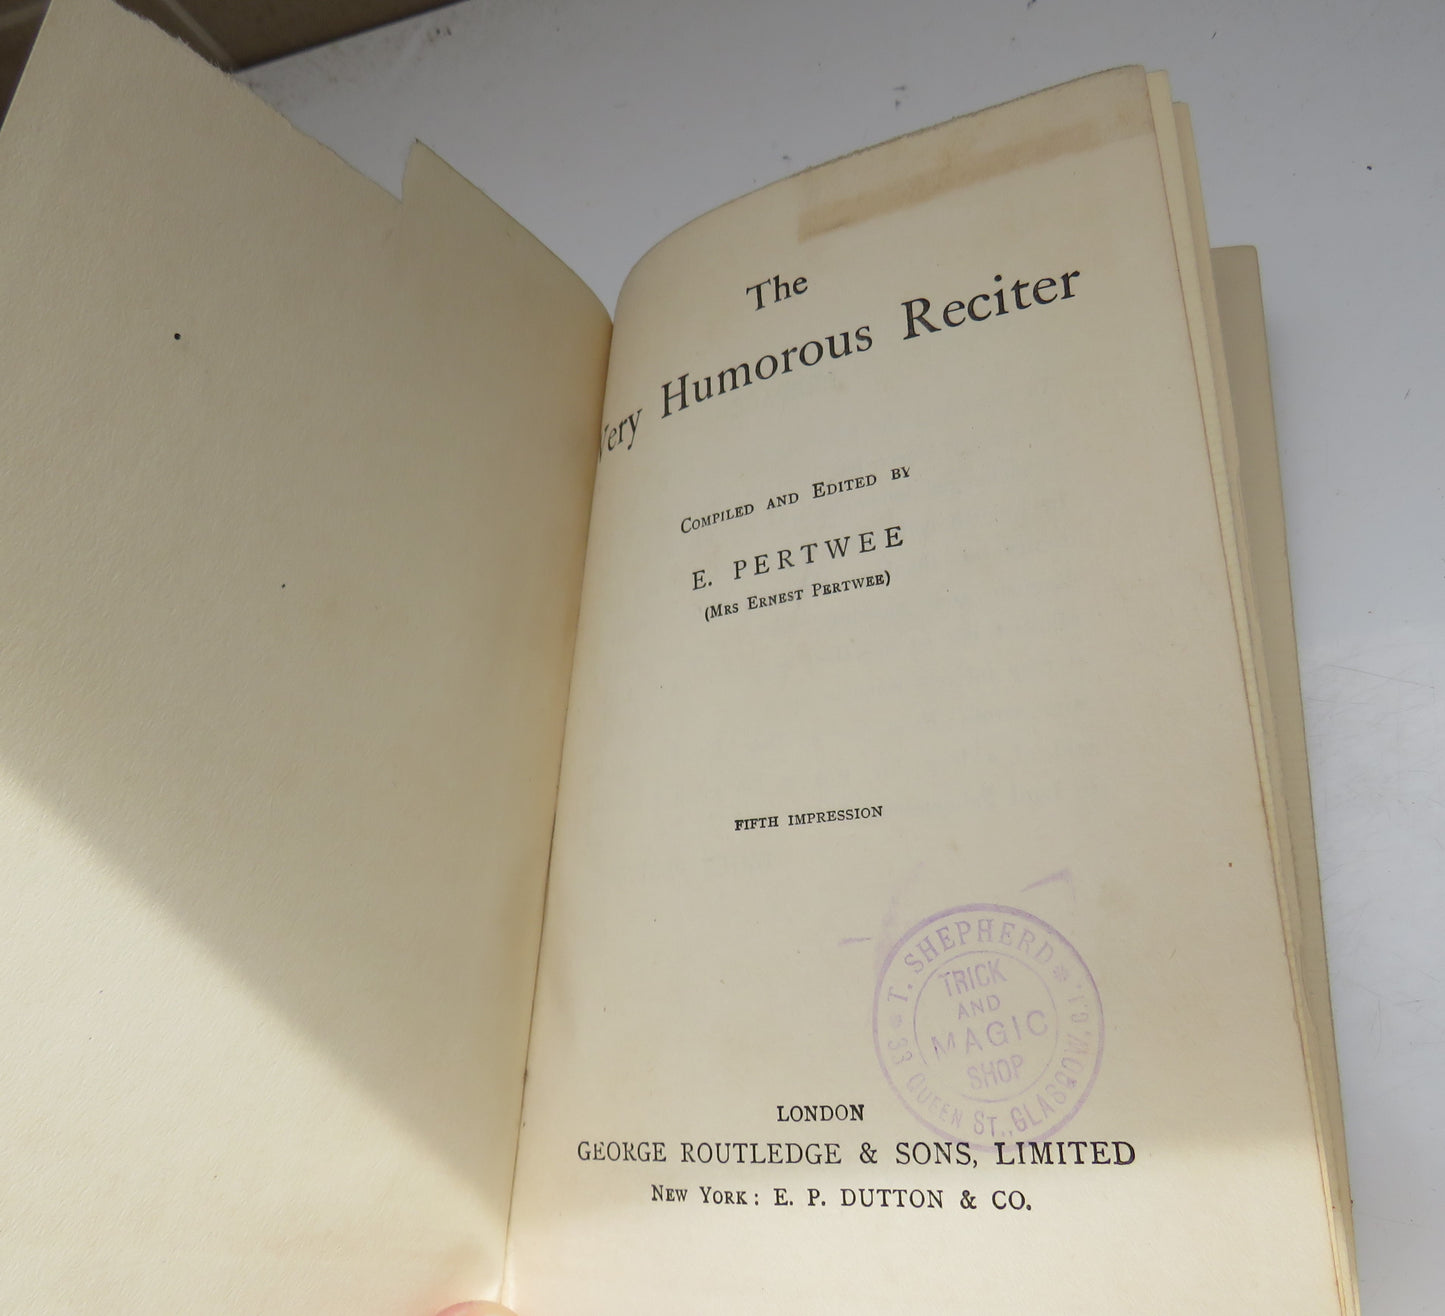 The
Very Humorous Reciter
COMPILED AND EDITED BY
E. PERTWEE
(MRS ERNEST PERTWEE)
FIFTH IMPRESSION
T. SHEPHERD
TRICK
AND
MAGIC
SHOP
33 QUEEN ST., GLASGOW, C.1.
LONDON
GEORGE ROUTLEDGE & SONS, LIMITED
NEW YORK: E. P. DUTTON & CO.